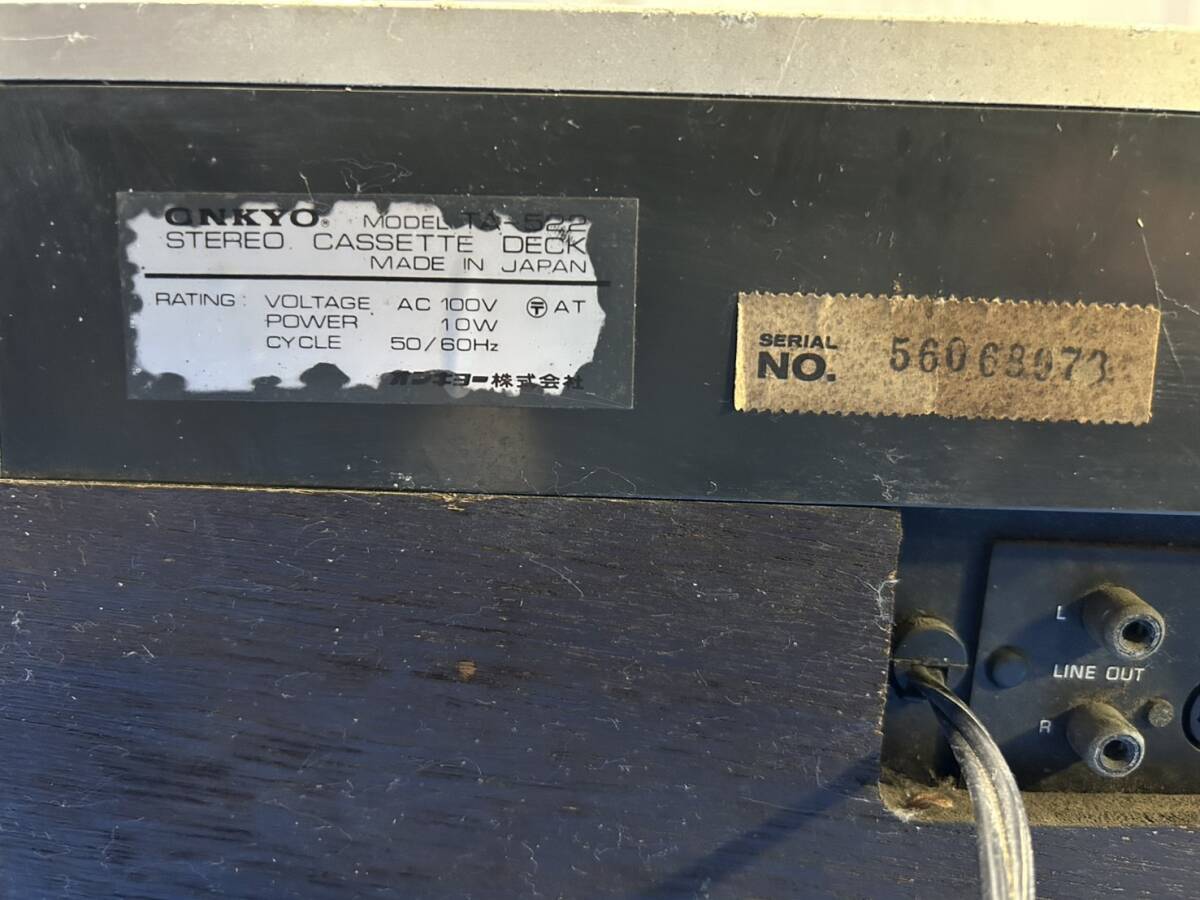 ONKYO® MODEL TA-522
STEREO CASSETTE DECK
MADE IN JAPAN
RATING: VOLTAGE AC 100V 〶 AT
POWER 10W
CYCLE 50/60Hz
オンキヨー株式会社
SERIAL
NO. 56068973
L
LINE OUT
R